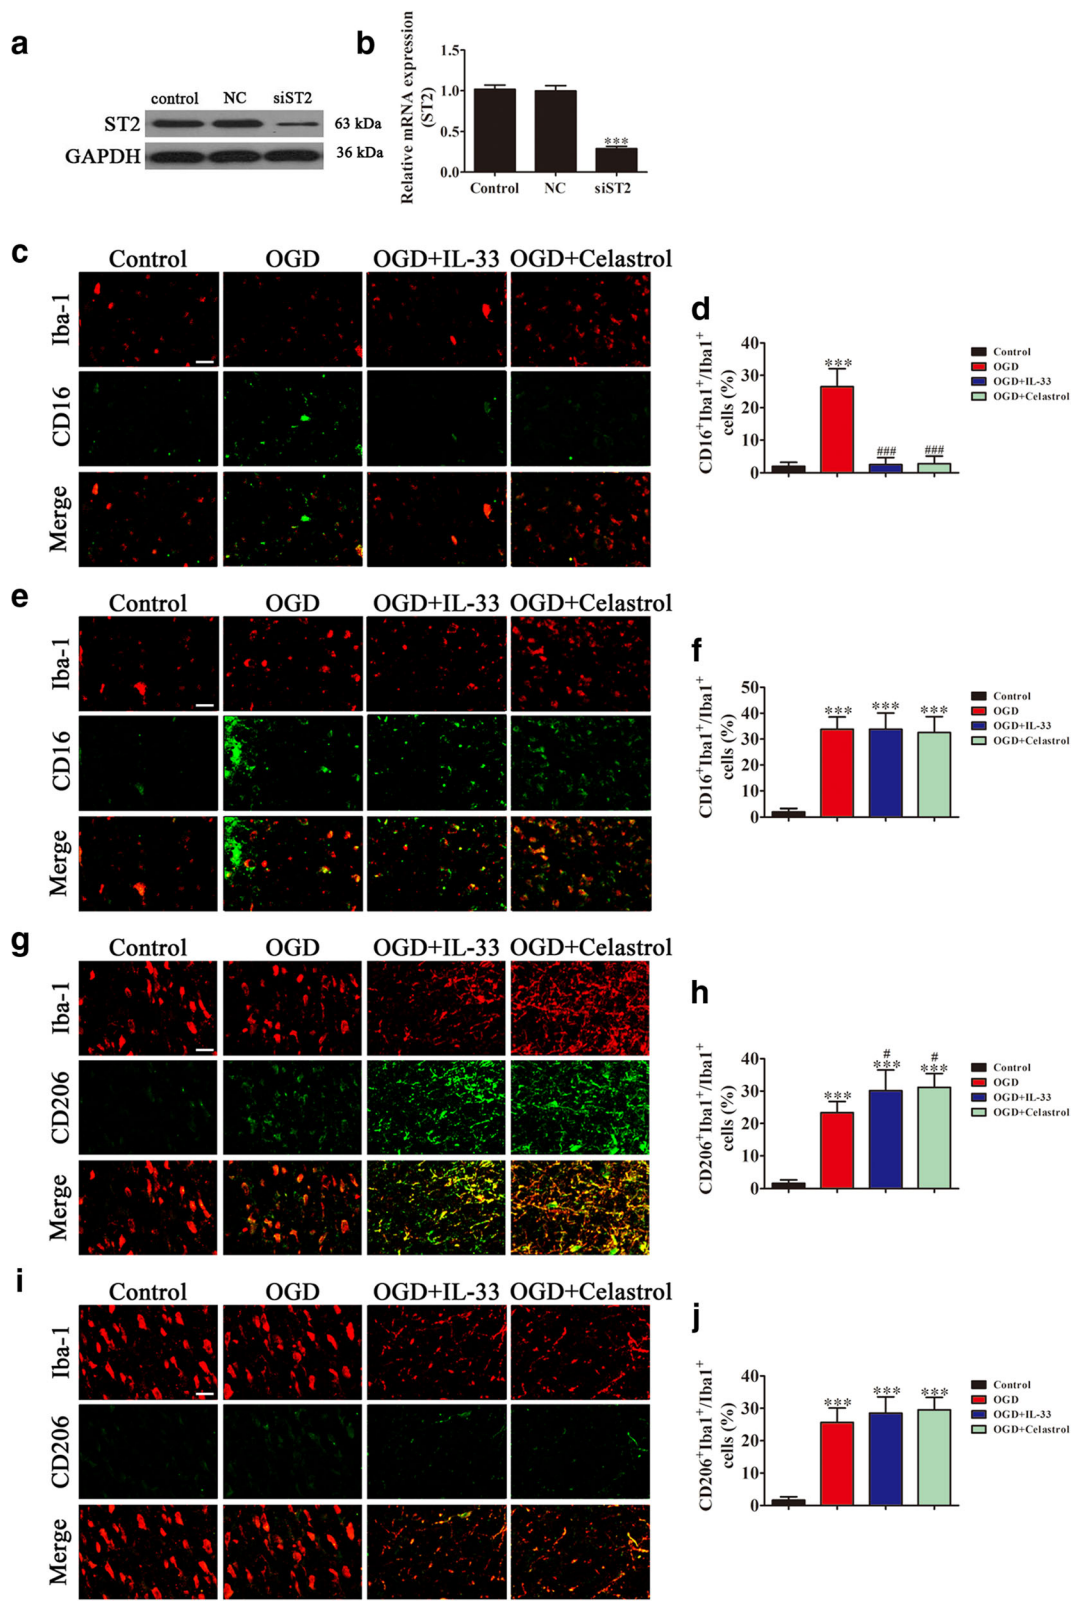 a
control NC siST2
ST2 63 kDa
GAPDH 36 kDa
b
Relative mRNA expression
(ST2)
1.5
1.0
0.5
0.0
***
Control NC siST2
c
Control OGD OGD+IL-33 OGD+Celastrol
Iba-1
CD16
Merge
d
CD16+Iba1+/Iba1+
cells (%)
40
30
20
10
0
***
###
###
Control
OGD
OGD+IL-33
OGD+Celastrol
e
Control OGD OGD+IL-33 OGD+Celastrol
Iba-1
CD16
Merge
f
CD16+Iba1+/Iba1+
cells (%)
50
40
30
20
10
0
*** *** ***
Control
OGD
OGD+IL-33
OGD+Celastrol
g
Control OGD OGD+IL-33 OGD+Celastrol
Iba-1
CD206
Merge
h
CD206+Iba1+/Iba1+
cells (%)
40
30
20
10
0
# #
*** *** ***
Control
OGD
OGD+IL-33
OGD+Celastrol
i
Control OGD OGD+IL-33 OGD+Celastrol
Iba-1
CD206
Merge
j
CD206+Iba1+/Iba1+
cells (%)
40
30
20
10
0
*** *** ***
Control
OGD
OGD+IL-33
OGD+Celastrol